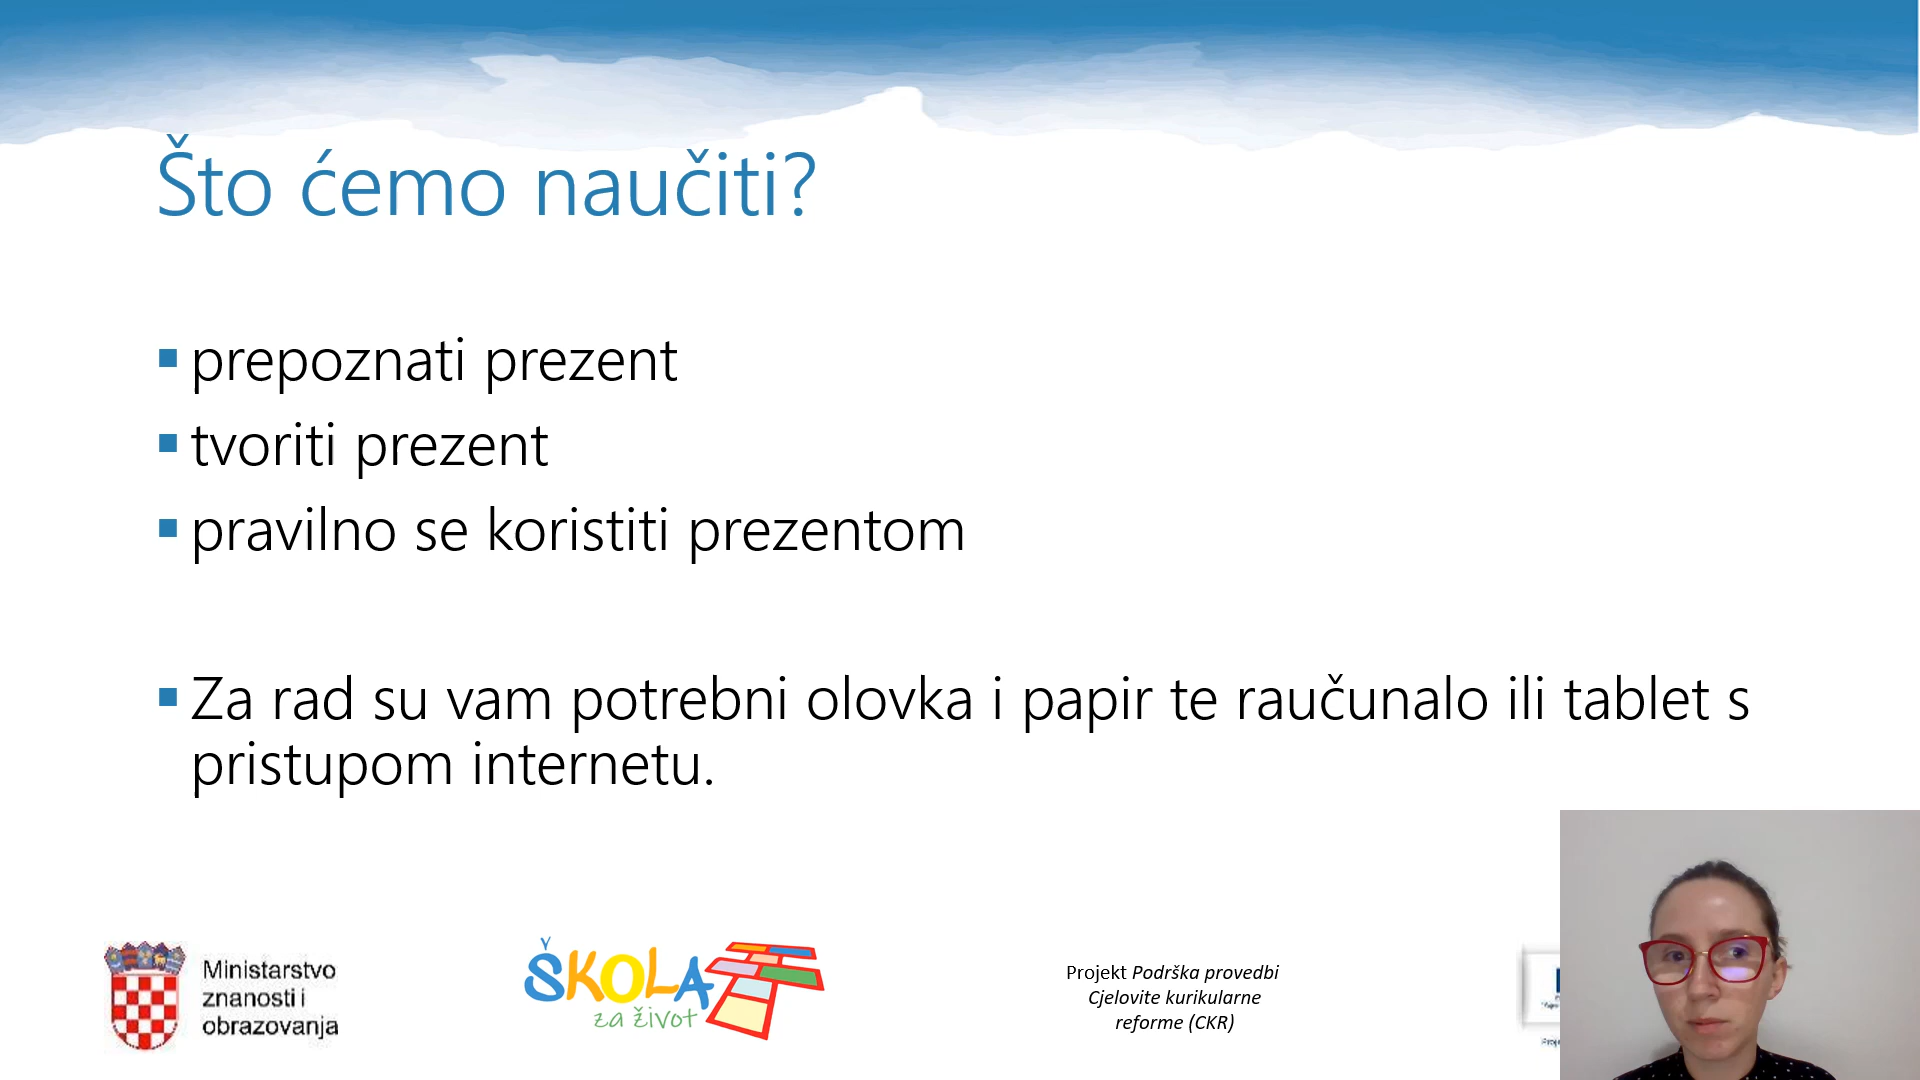 Što ćemo naučiti?
prepoznati prezent
tvoriti prezent
pravilno se koristiti prezentom
Za rad su vam potrebni olovka i papir te raučunalo ili tablet s
pristupom internetu.
Ministarstvo
znanosti i
obrazovanja
ŠKOLA
za život
Projekt Podrška provedbi
Cjelovite kurikularne
reforme (CKR)